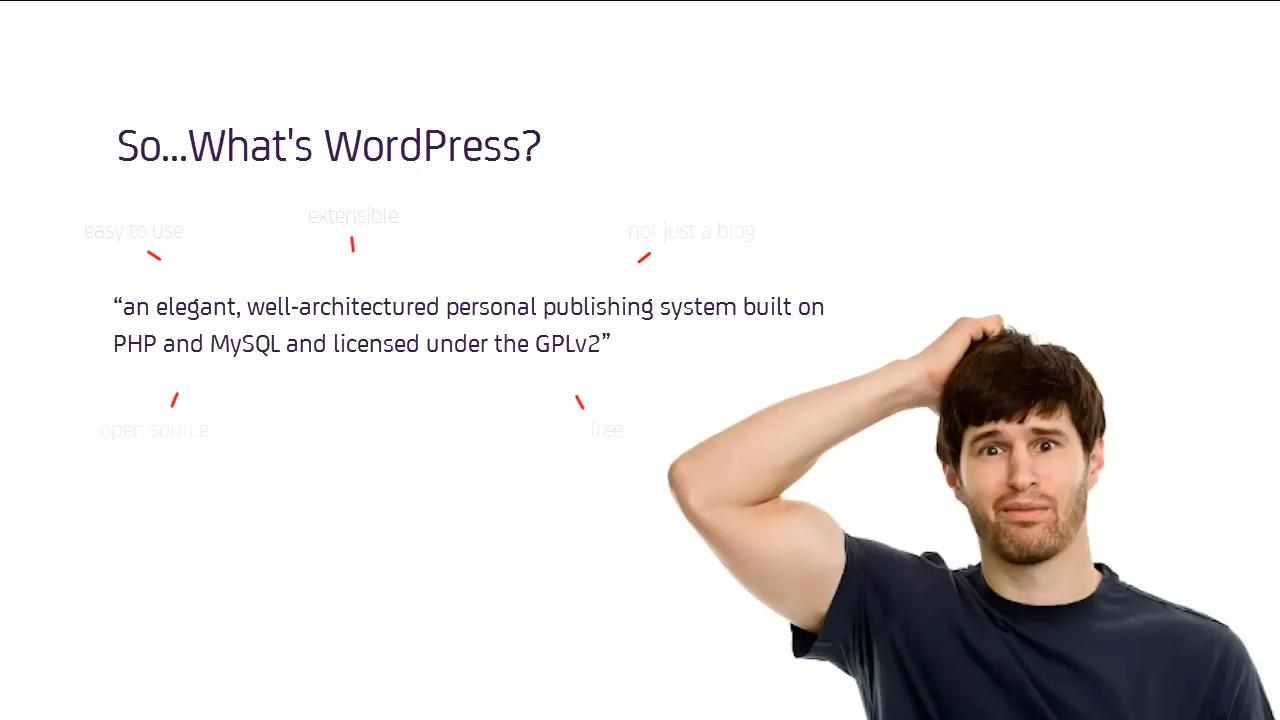 So...What's WordPress?
extensible
easy to use
not just a blog
“an elegant, well-architectured personal publishing system built on
PHP and MySQL and licensed under the GPLv2”
open source
free